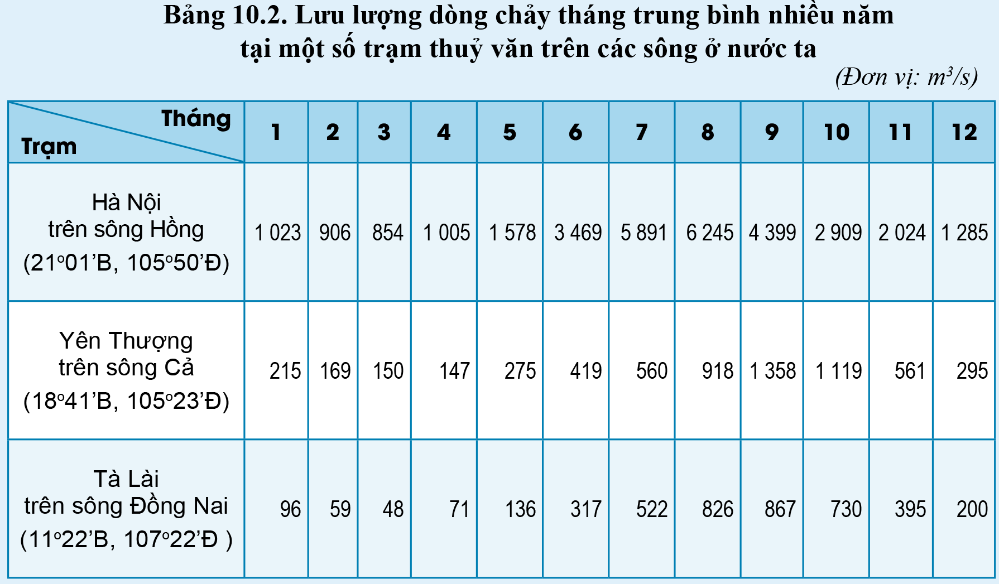 Bảng 10.2. Lưu lượng dòng chảy tháng trung bình nhiều năm
tại một số trạm thuỷ văn trên các sông ở nước ta
(Đơn vị: m³/s)
Tháng 1 2 3 4 5 6 7 8 9 10 11 12
Trạm
Hà Nội
trên sông Hồng
(21º01’B, 105º50’Đ)
1 023 906 854 1 005 1 578 3 469 5 891 6 245 4 399 2 909 2 024 1 285
Yên Thượng
trên sông Cả
(18º41’B, 105º23’Đ)
215 169 150 147 275 419 560 918 1 358 1 119 561 295
Tà Lài
trên sông Đồng Nai
(11º22’B, 107º22’Đ )
96 59 48 71 136 317 522 826 867 730 395 200